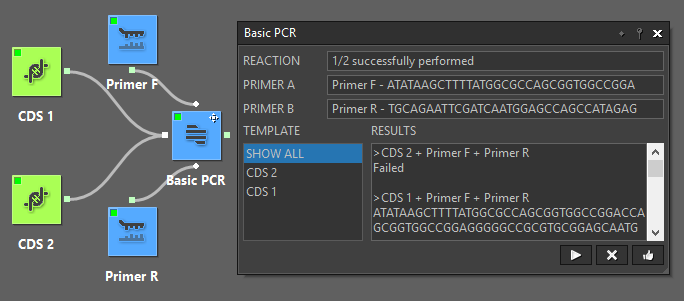 CDS 1
Primer F
CDS 2
Primer R
Basic PCR
Basic PCR
REACTION
1/2 successfully performed
PRIMER A
Primer F - ATATAAGCTTTTATGGCGCCAGCGGTGGCCGGA
PRIMER B
Primer R - TGCAGAATTCGATCAATGGAGCCAGCCATAGAG
TEMPLATE
SHOW ALL
CDS 2
CDS 1
RESULTS
>CDS 2 + Primer F + Primer R
Failed
>CDS 1 + Primer F + Primer R
ATATAAGCTTTTATGGCGCCAGCGGTGGCCGGACCA
GCGGTGGCCGGAGGGGGCCGCGTGCGGAGCAATG